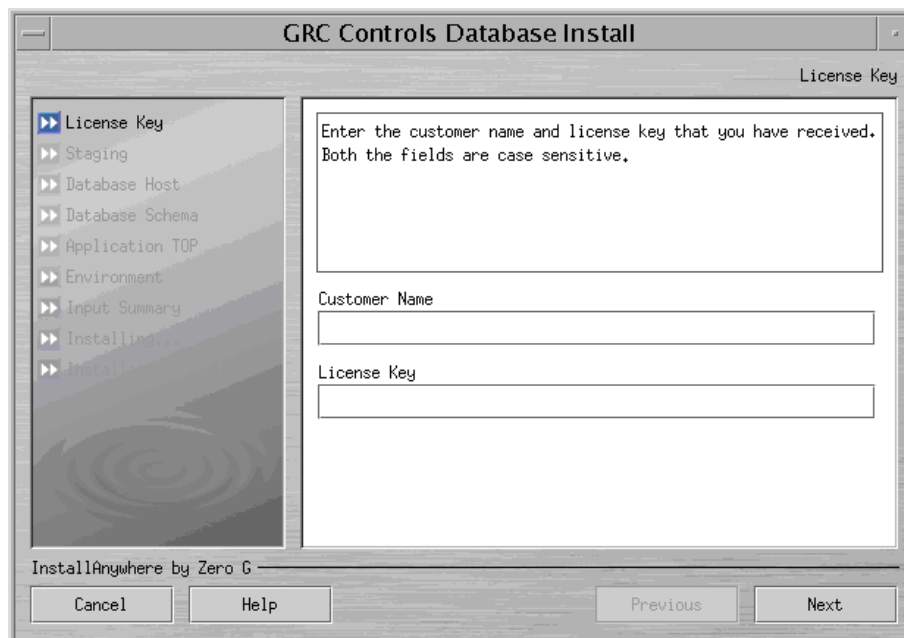 GRC Controls Database Install
License Key
License Key
Staging
Database Host
Database Schema
Application TOP
Environment
Input Summary
Installing...
Enter the customer name and license key that you have received.
Both the fields are case sensitive.
Customer Name
License Key
InstallAnywhere by Zero G
Cancel
Help
Previous
Next